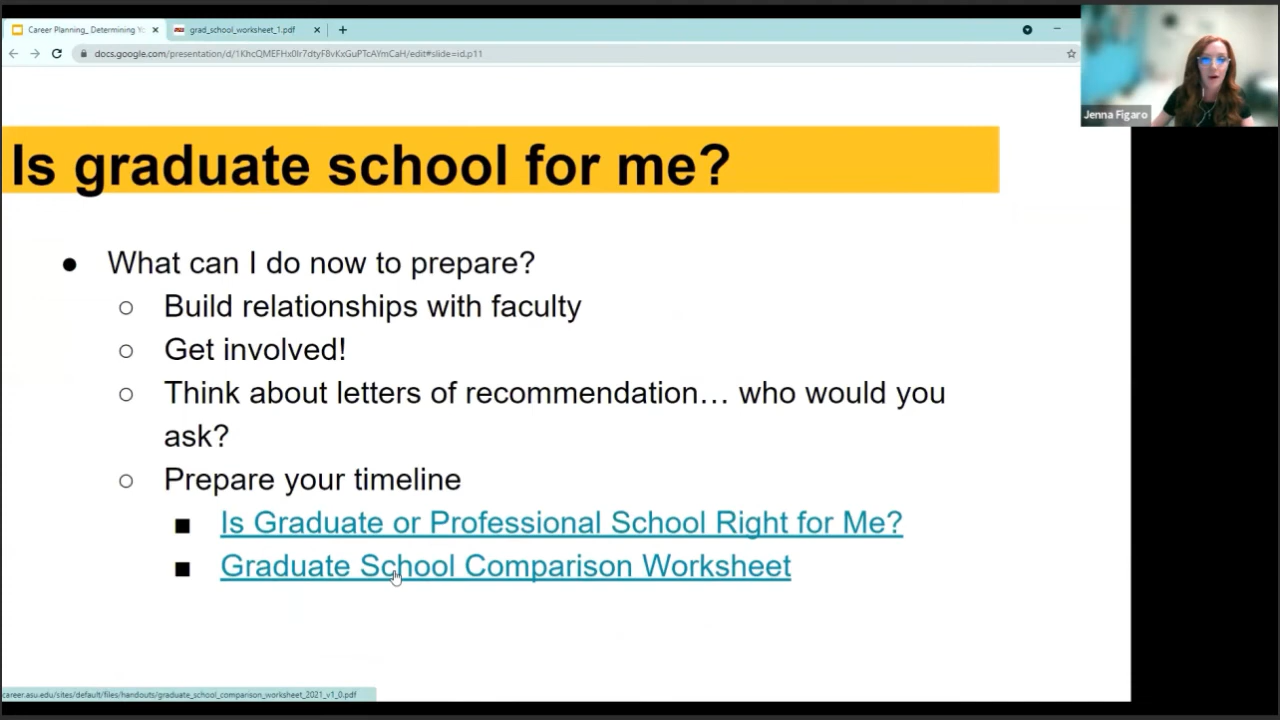 Career Planning_ Determining Y
grad_school_worksheet_1.pdf
docs.google.com/presentation/d/1KhcQMEFHx0Ir7dtyF8vKxGuPTcAYmCaH/edit#slide=id.p11
Jenna Figaro
Is graduate school for me?
● What can I do now to prepare?
○ Build relationships with faculty
○ Get involved!
○ Think about letters of recommendation… who would you
ask?
○ Prepare your timeline
■ Is Graduate or Professional School Right for Me?
■ Graduate School Comparison Worksheet
career.asu.edu/sites/default/files/handouts/graduate_school_comparison_worksheet_2021_v1_0.pdf